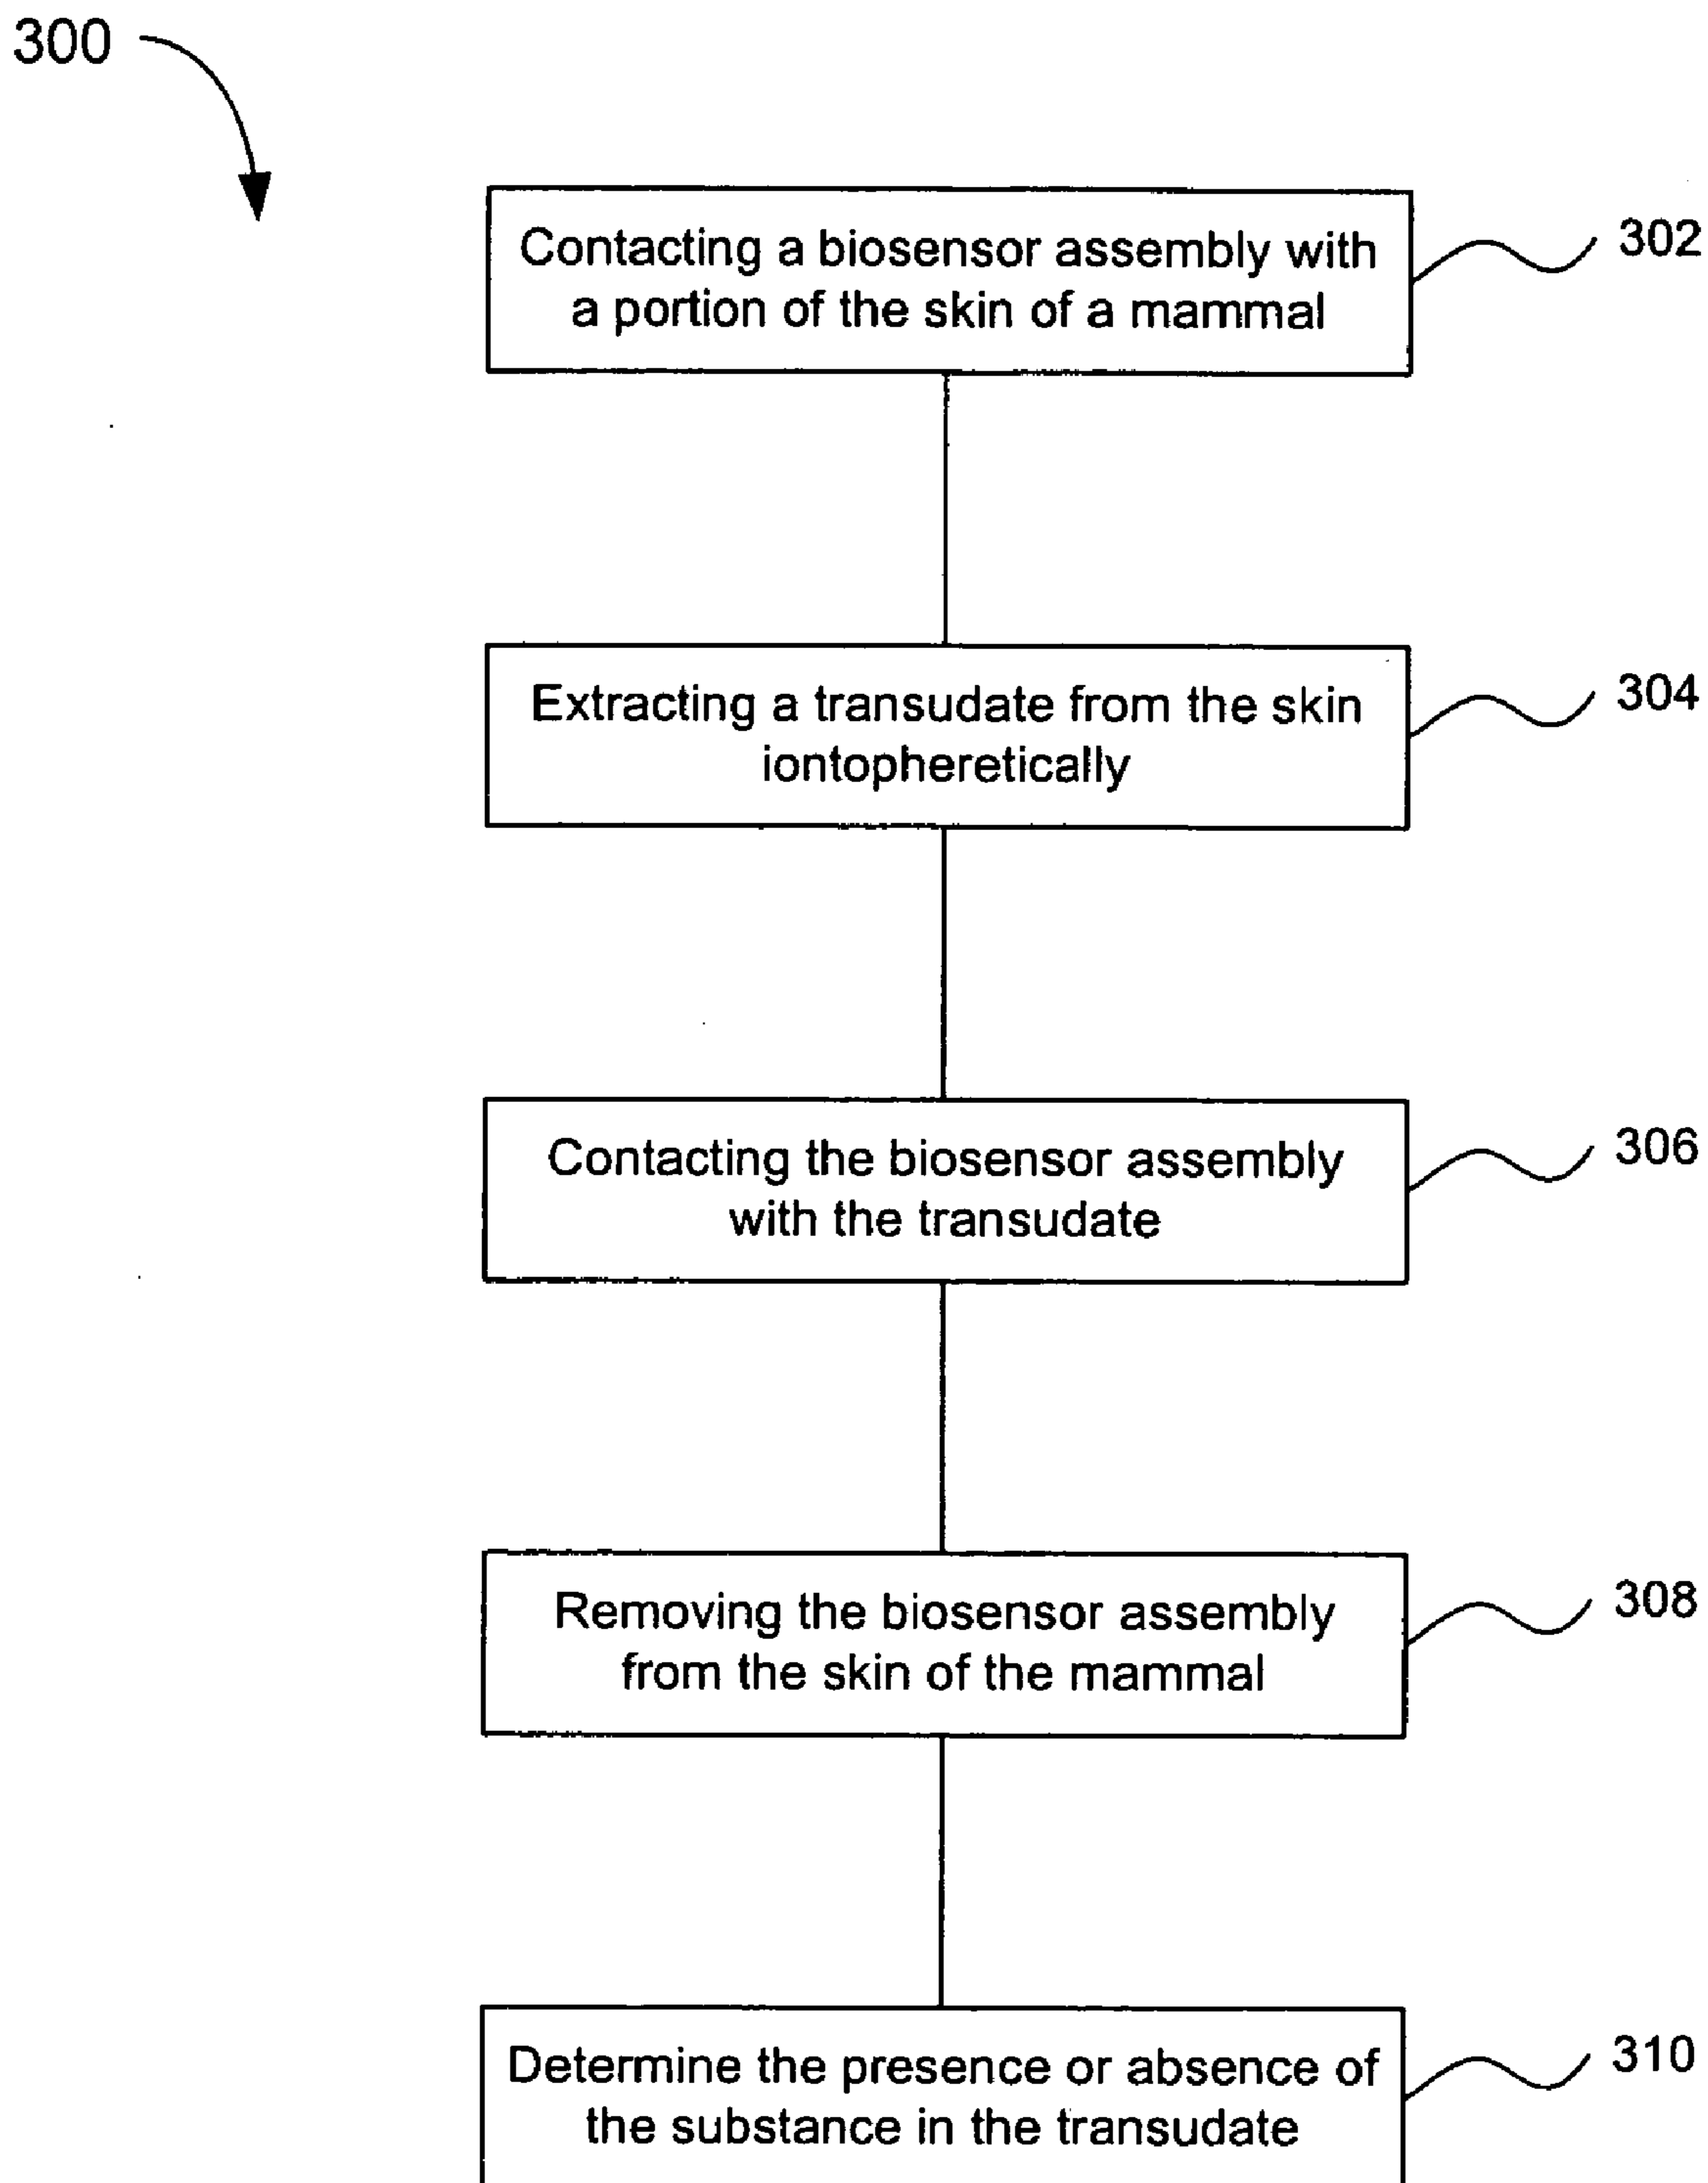 300
Contacting a biosensor assembly with
a portion of the skin of a mammal
302
Extracting a transudate from the skin
iontopheretically
304
Contacting the biosensor assembly
with the transudate
306
Removing the biosensor assembly
from the skin of the mammal
308
Determine the presence or absence of
the substance in the transudate
310